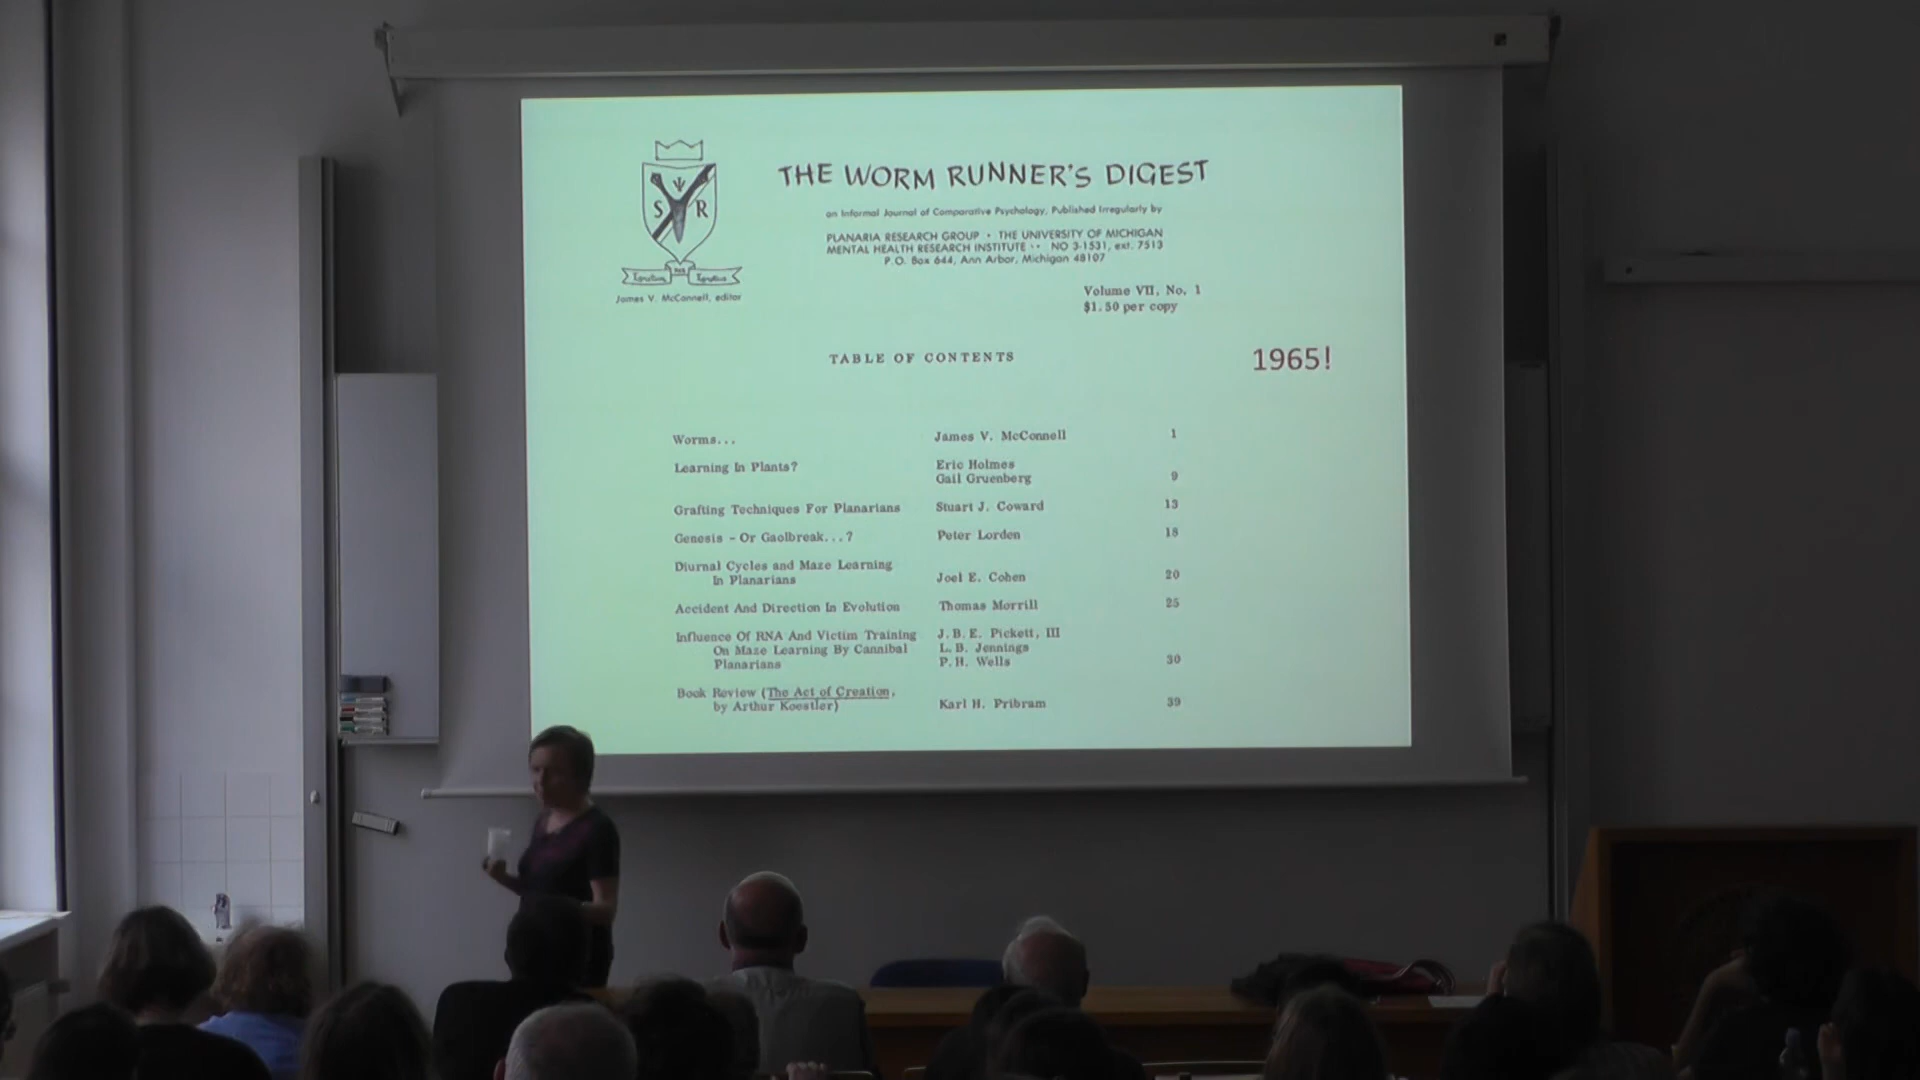 THE WORM RUNNER'S DIGEST
an Informal Journal of Comparative Psychology, Published Irregularly by
PLANARIA RESEARCH GROUP • THE UNIVERSITY OF MICHIGAN
MENTAL HEALTH RESEARCH INSTITUTE •• NO 3-1531, ext. 7513
P.O. Box 644, Ann Arbor, Michigan 48107
S R
James V. McConnell, editor
Volume VII, No. 1
$1.50 per copy
TABLE OF CONTENTS
1965!
Worms... James V. McConnell 1
Learning In Plants? Eric Holmes
Gail Gruenberg 9
Grafting Techniques For Planarians Stuart J. Coward 13
Genesis - Or Gaolbreak...? Peter Lorden 18
Diurnal Cycles and Maze Learning
In Planarians Joel E. Cohen 20
Accident And Direction In Evolution Thomas Morrill 25
Influence Of RNA And Victim Training J. B. E. Pickett, III
On Maze Learning By Cannibal L. B. Jennings
Planarians P. H. Wells 30
Book Review (The Act of Creation,
by Arthur Koestler) Karl H. Pribram 39